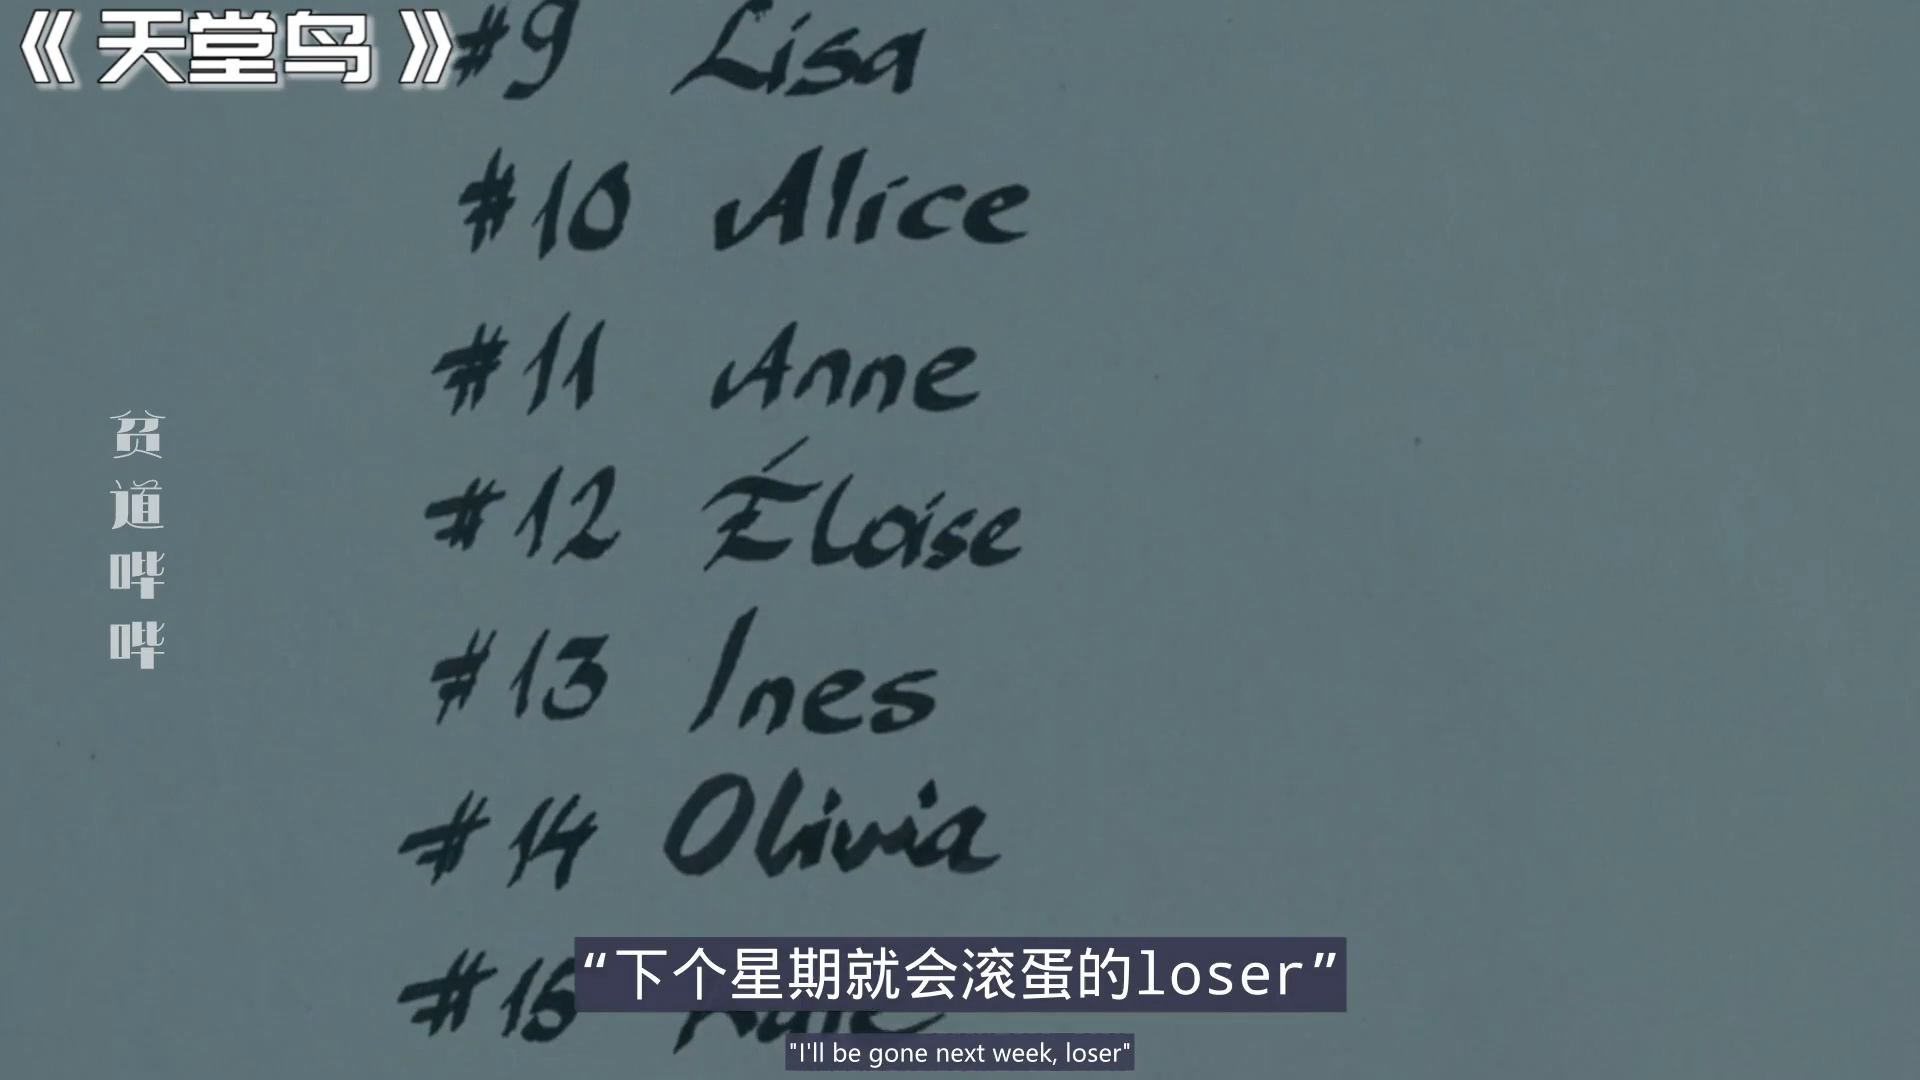 《天堂鸟》
#9 Lisa
#10 Alice
#11 Anne
#12 Éloise
#13 Ines
#14 Olivia
#15
贫道哔哔
“下个星期就会滚蛋的loser”
"I'll be gone next week, loser"